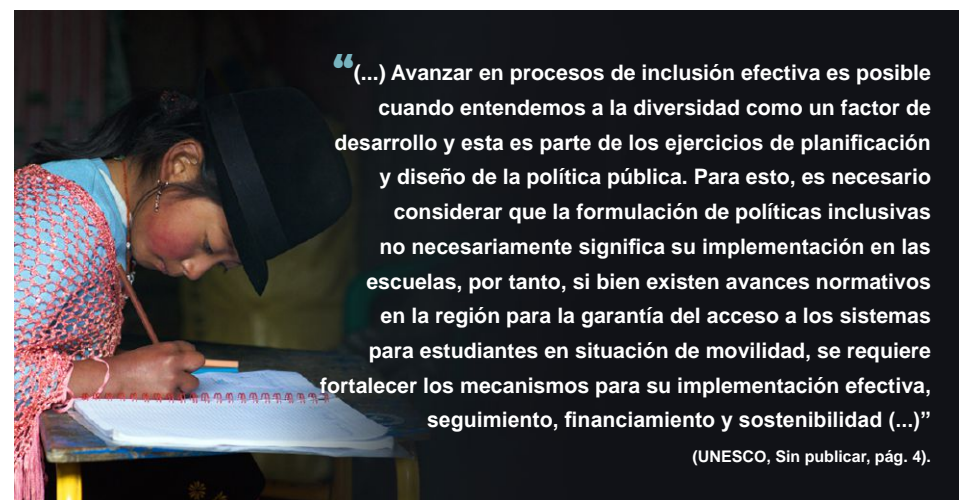 “(...) Avanzar en procesos de inclusión efectiva es posible
cuando entendemos a la diversidad como un factor de
desarrollo y esta es parte de los ejercicios de planificación
y diseño de la política pública. Para esto, es necesario
considerar que la formulación de políticas inclusivas
no necesariamente significa su implementación en las
escuelas, por tanto, si bien existen avances normativos
en la región para la garantía del acceso a los sistemas
para estudiantes en situación de movilidad, se requiere
fortalecer los mecanismos para su implementación efectiva,
seguimiento, financiamiento y sostenibilidad (...)”
(UNESCO, Sin publicar, pág. 4).